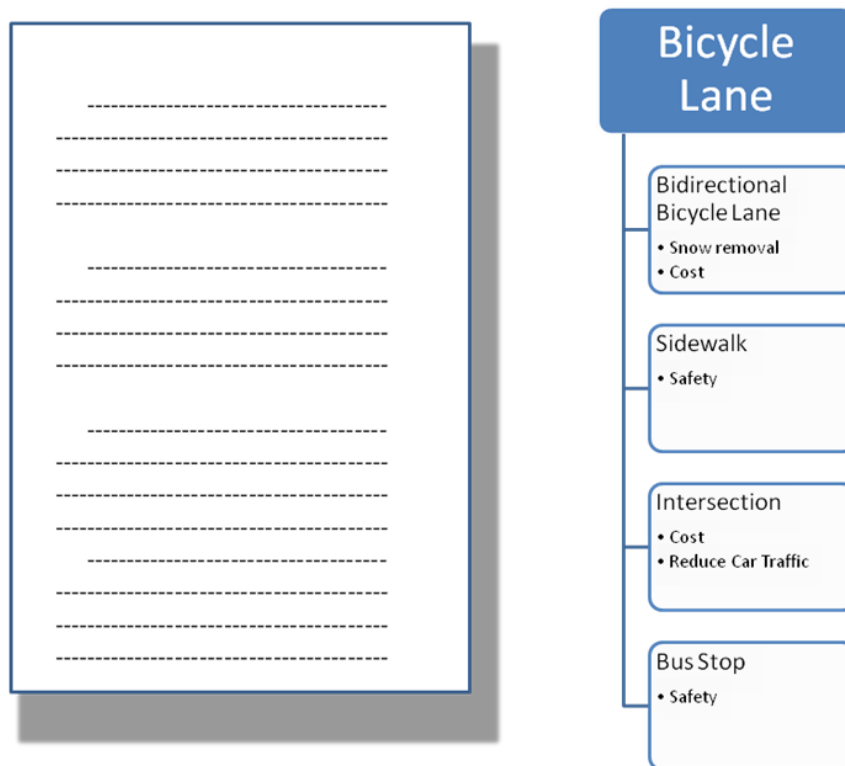 Bicycle
Lane
Bidirectional
Bicycle Lane
• Snow removal
• Cost
Sidewalk
• Safety
Intersection
• Cost
• Reduce Car Traffic
Bus Stop
• Safety